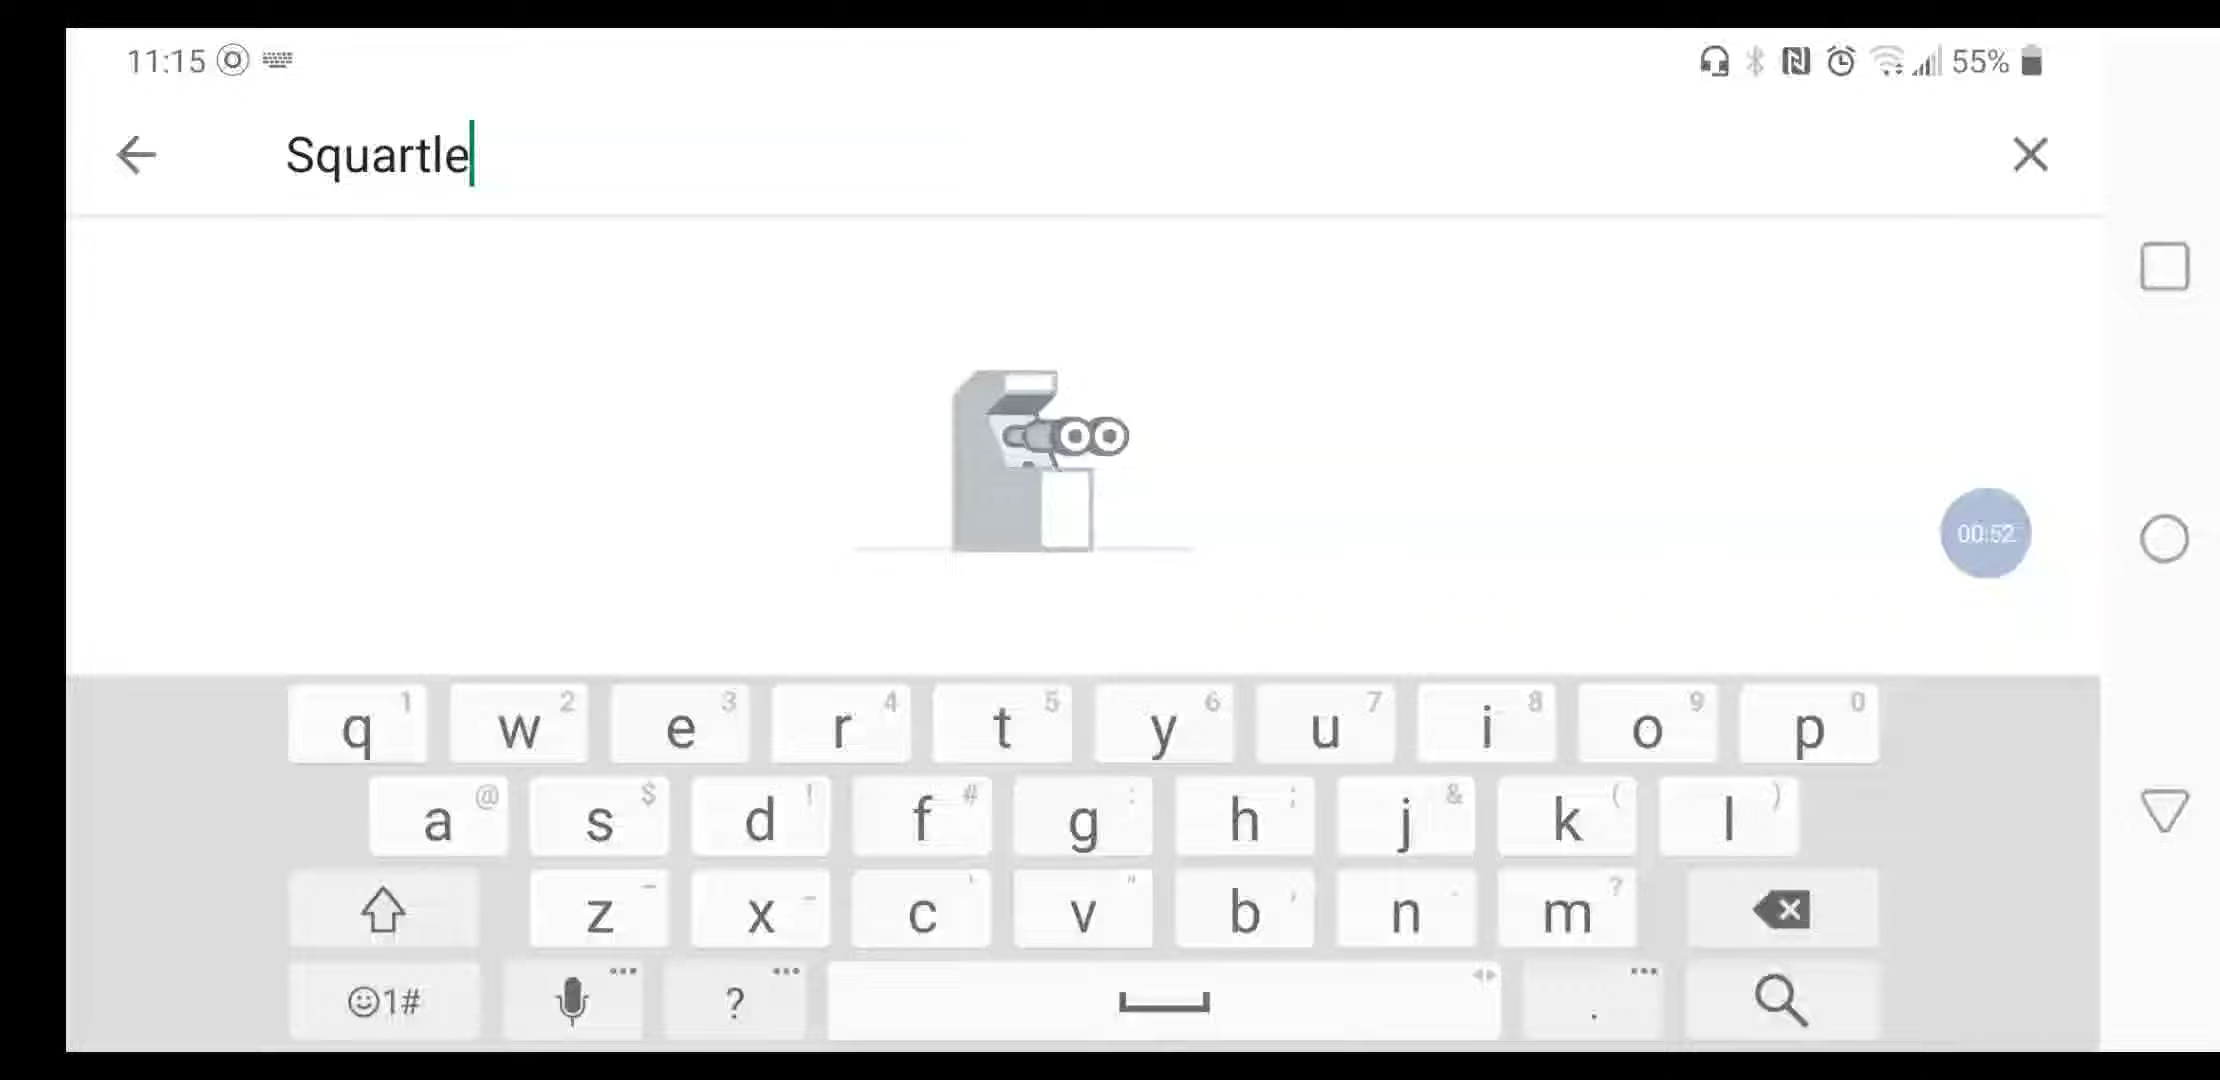 11:15 55%
Squartle
00:52
q 1 w 2 e 3 r 4 t 5 y 6 u 7 i 8 o 9 p 0
a @ s $ d ! f # g : h ; j & k ( l )
z x c ' v " b , n m ?
1# ? .